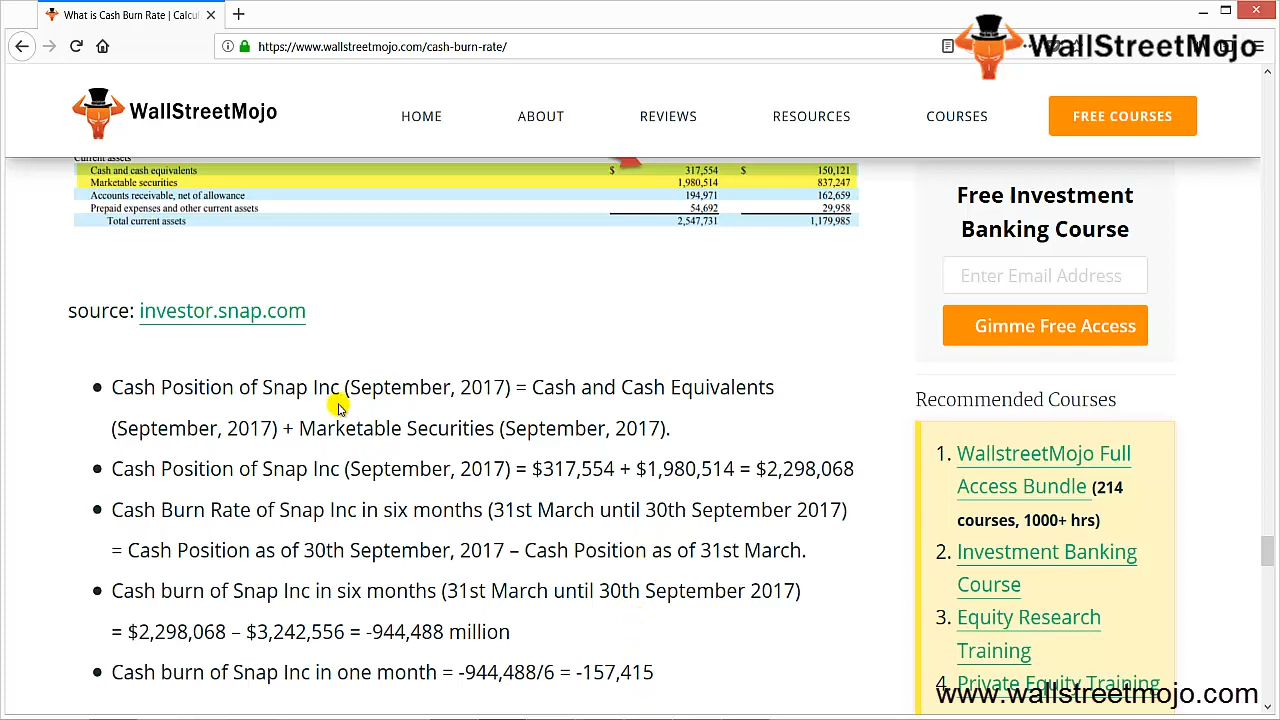 What is Cash Burn Rate | Calcu
https://www.wallstreetmojo.com/cash-burn-rate/
WallStreetMojo
WallStreetMojo
HOME
ABOUT
REVIEWS
RESOURCES
COURSES
FREE COURSES
Current assets
Cash and cash equivalents $ 317,554 $ 150,121
Marketable securities 1,980,514 837,247
Accounts receivable, net of allowance 194,971 162,659
Prepaid expenses and other current assets 54,692 29,958
Total current assets 2,547,731 1,179,985
source: investor.snap.com
Cash Position of Snap Inc (September, 2017) = Cash and Cash Equivalents
(September, 2017) + Marketable Securities (September, 2017).
Cash Position of Snap Inc (September, 2017) = $317,554 + $1,980,514 = $2,298,068
Cash Burn Rate of Snap Inc in six months (31st March until 30th September 2017)
= Cash Position as of 30th September, 2017 – Cash Position as of 31st March.
Cash burn of Snap Inc in six months (31st March until 30th September 2017)
= $2,298,068 – $3,242,556 = -944,488 million
Cash burn of Snap Inc in one month = -944,488/6 = -157,415
Free Investment
Banking Course
Enter Email Address
Gimme Free Access
Recommended Courses
1. WallstreetMojo Full
Access Bundle (214
courses, 1000+ hrs)
2. Investment Banking
Course
3. Equity Research
Training
4. Private Equity Training
www.wallstreetmojo.com